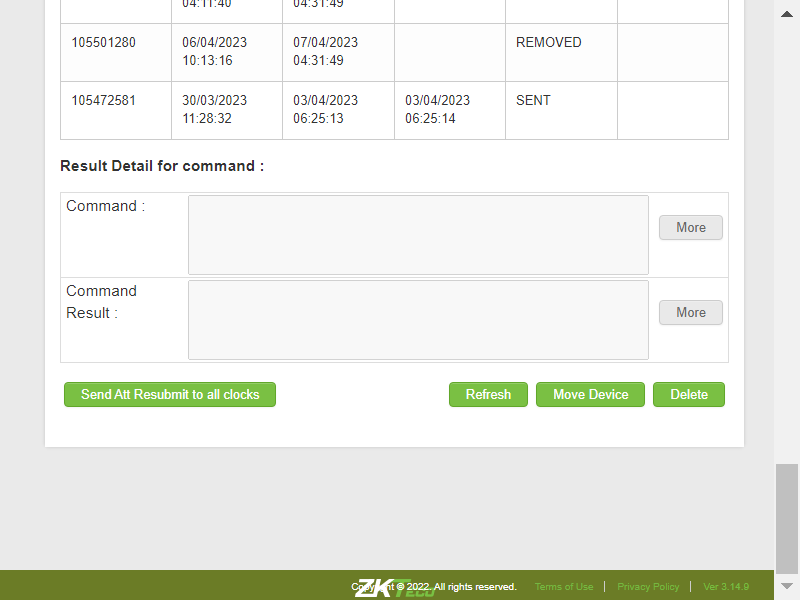 04:11:40 04:31:49
105501280 06/04/2023 07/04/2023 REMOVED
10:13:16 04:31:49
105472581 30/03/2023 03/04/2023 03/04/2023 SENT
11:28:32 06:25:13 06:25:14
Result Detail for command :
Command :
More
Command
Result :
More
Send Att Resubmit to all clocks Refresh Move Device Delete
ZKTeco
Copyright © 2022. All rights reserved. Terms of Use | Privacy Policy | Ver 3.14.9